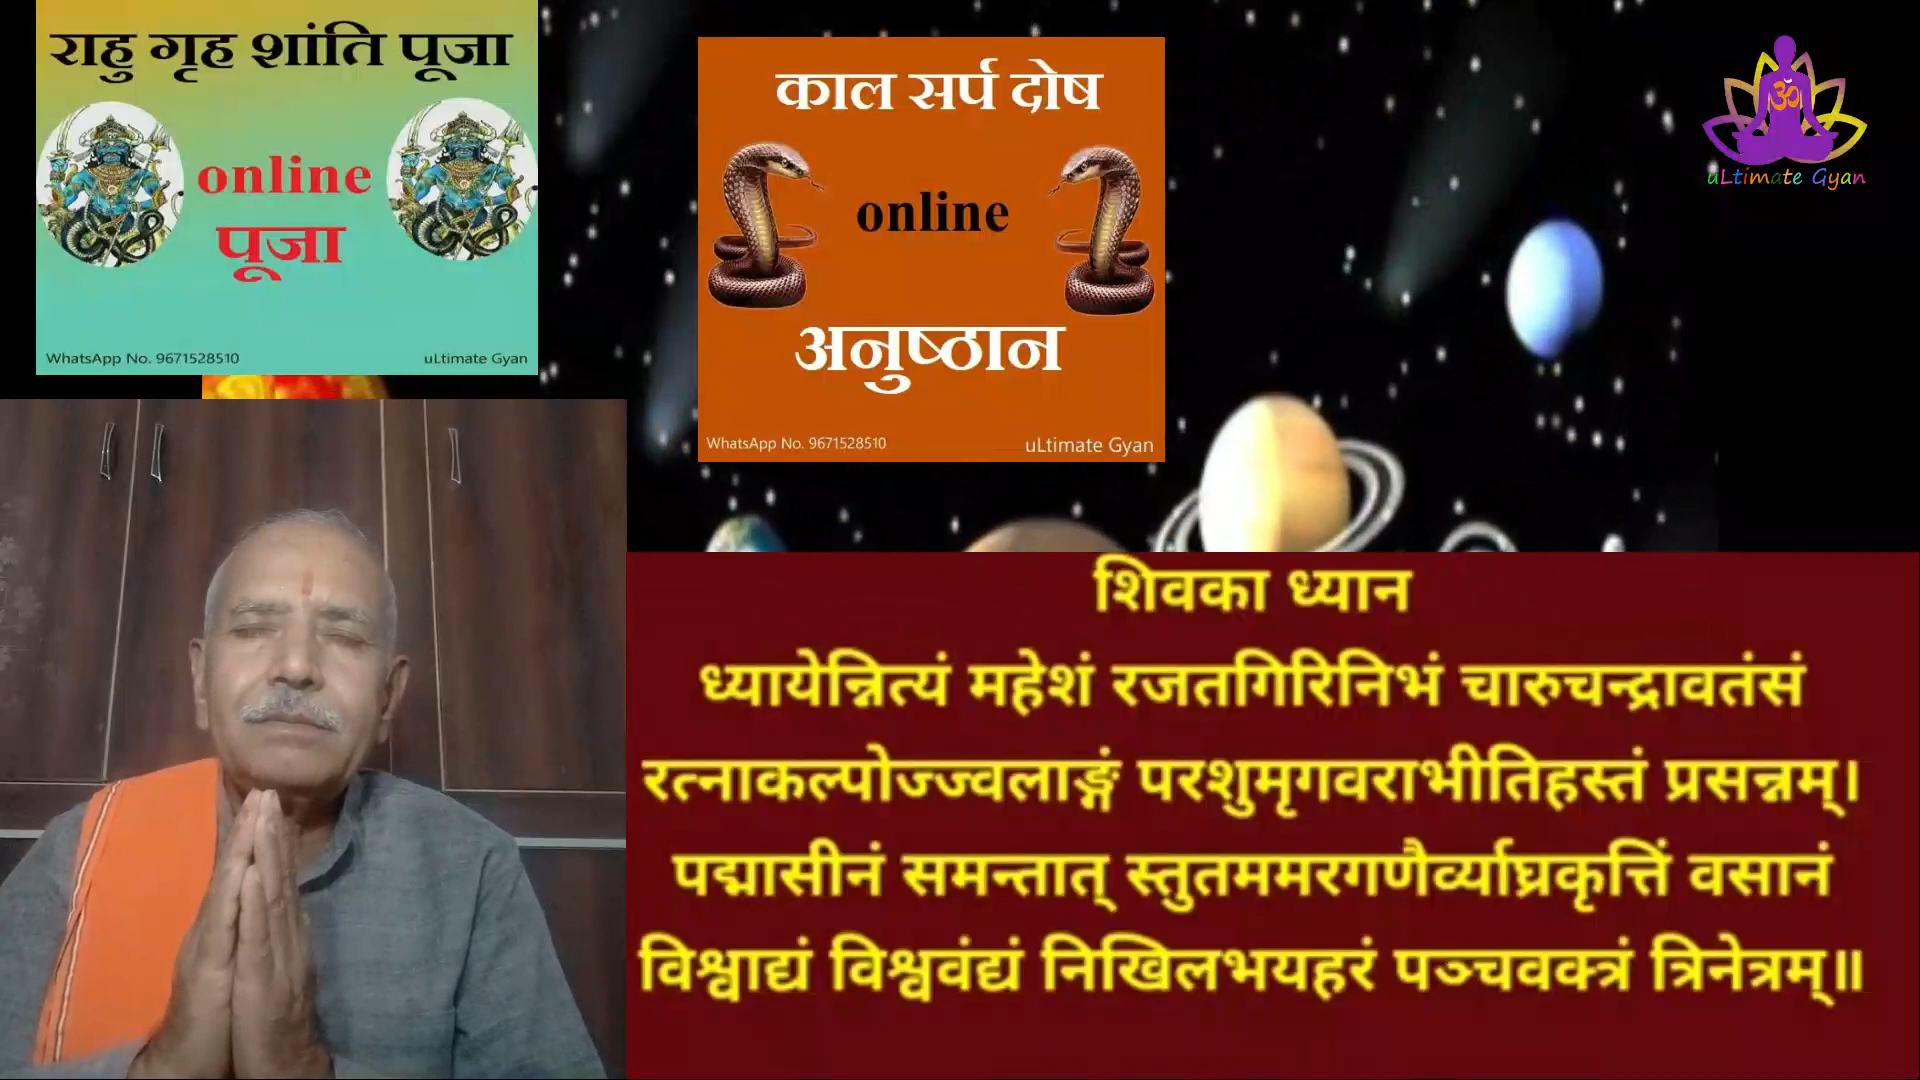 राहु गृह शांति पूजा
online
पूजा
WhatsApp No. 9671528510
uLtimate Gyan
काल सर्प दोष
online
अनुष्ठान
WhatsApp No. 9671528510
uLtimate Gyan
ॐ
uLtimate Gyan
शिवका ध्यान
ध्यायेन्नित्यं महेशं रजतगिरिनिभं चारुचन्द्रावतंसं
रत्नाकल्पोज्ज्वलाङ्गं परशुमृगवराभीतिहस्तं प्रसन्नम्।
पद्मासीनं समन्तात् स्तुतममरगणैर्व्याघ्रकृत्तिं वसानं
विश्वाद्यं विश्ववंद्यं निखिलभयहरं पञ्चवक्त्रं त्रिनेत्रम्॥